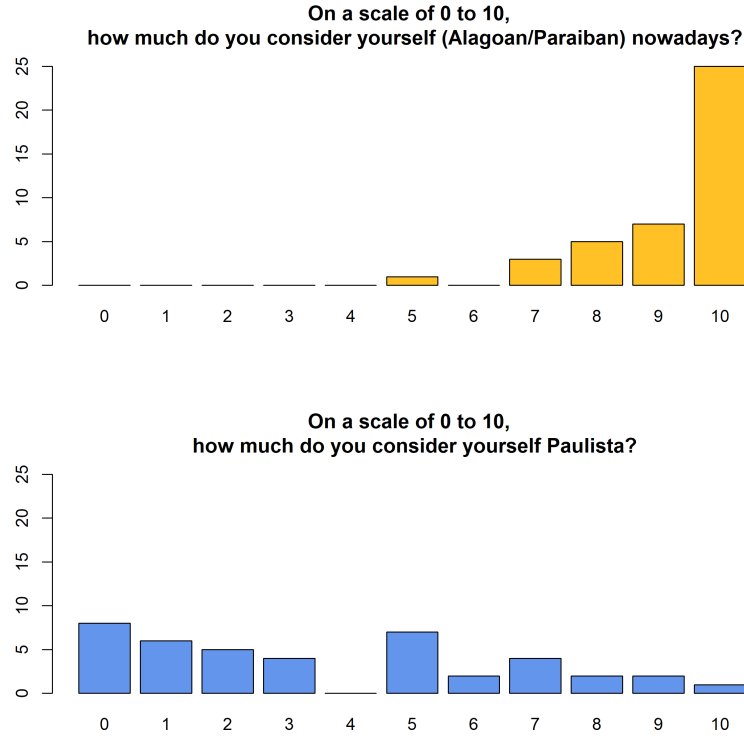 On a scale of 0 to 10,
how much do you consider yourself (Alagoan/Paraiban) nowadays?
25
20
15
10
5
0
0 1 2 3 4 5 6 7 8 9 10
On a scale of 0 to 10,
how much do you consider yourself Paulista?
25
20
15
10
5
0
0 1 2 3 4 5 6 7 8 9 10